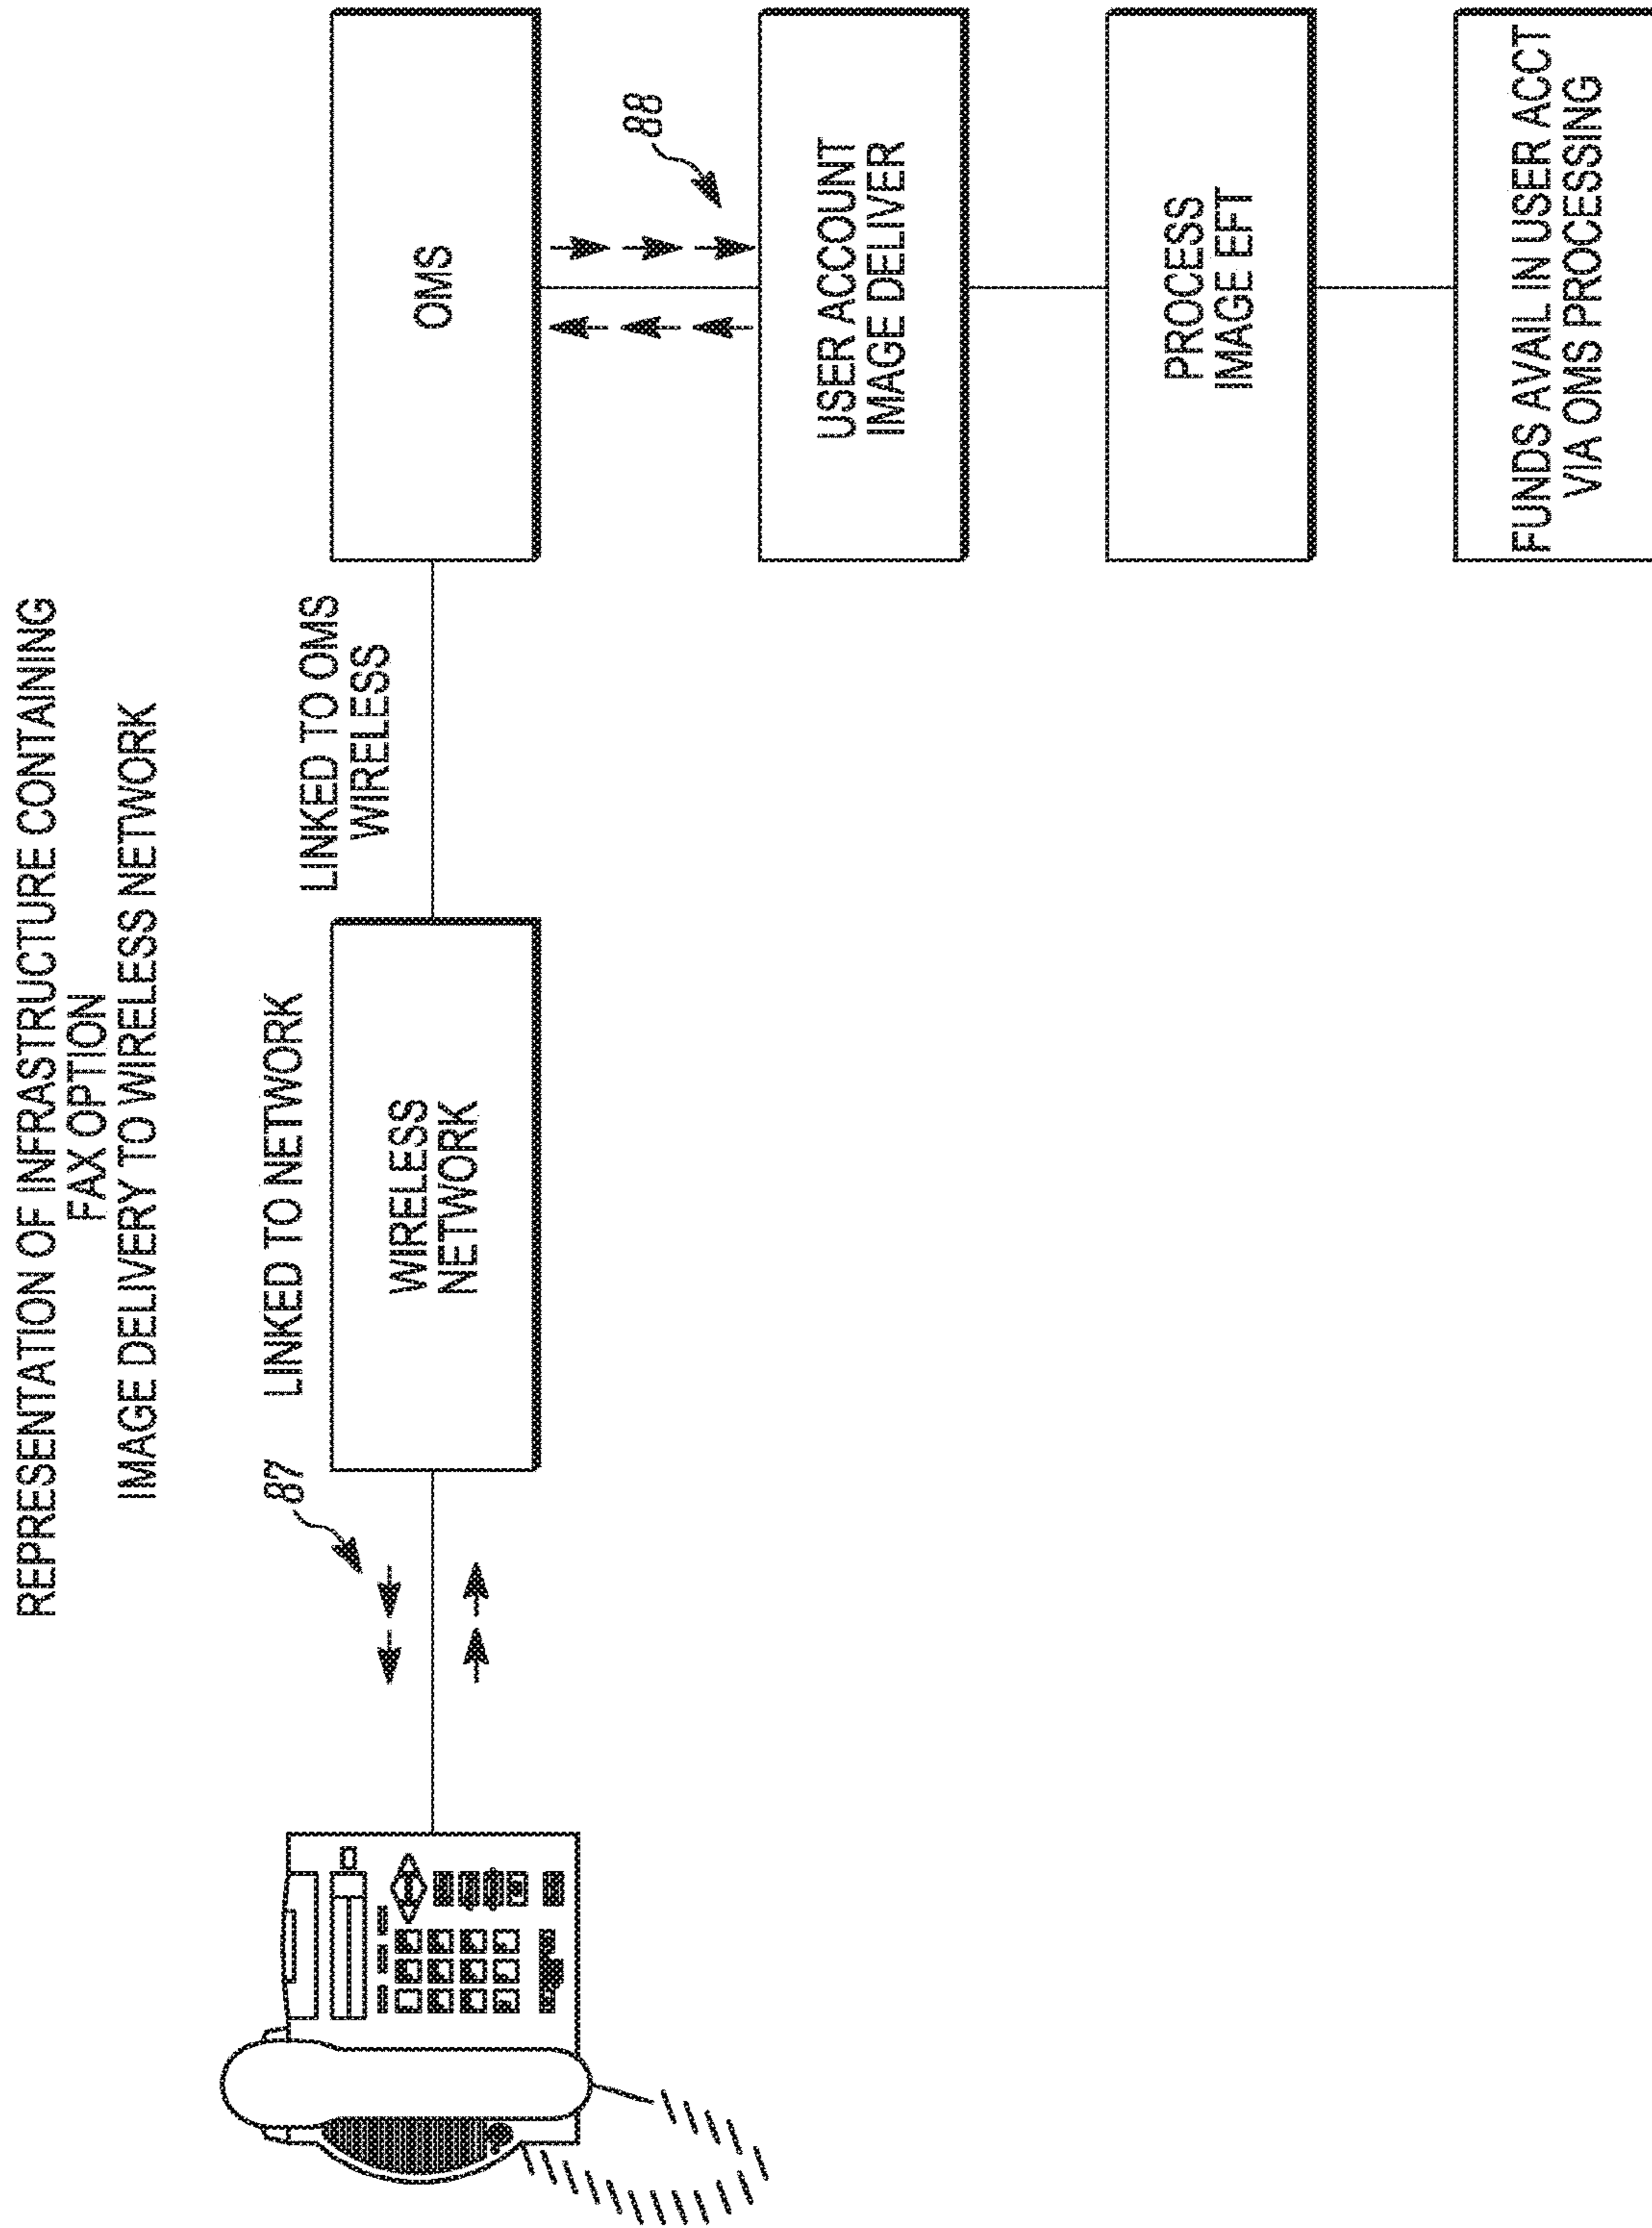 REPRESENTATION OF INFRASTRUCTURE CONTAINING
FAX OPTION
IMAGE DELIVERY TO WIRELESS NETWORK
87
LINKED TO NETWORK
WIRELESS
NETWORK
LINKED TO OMS
WIRELESS
OMS
88
USER ACCOUNT
IMAGE DELIVER
PROCESS
IMAGE EFT
FUNDS AVAIL IN USER ACCT
VIA OMS PROCESSING